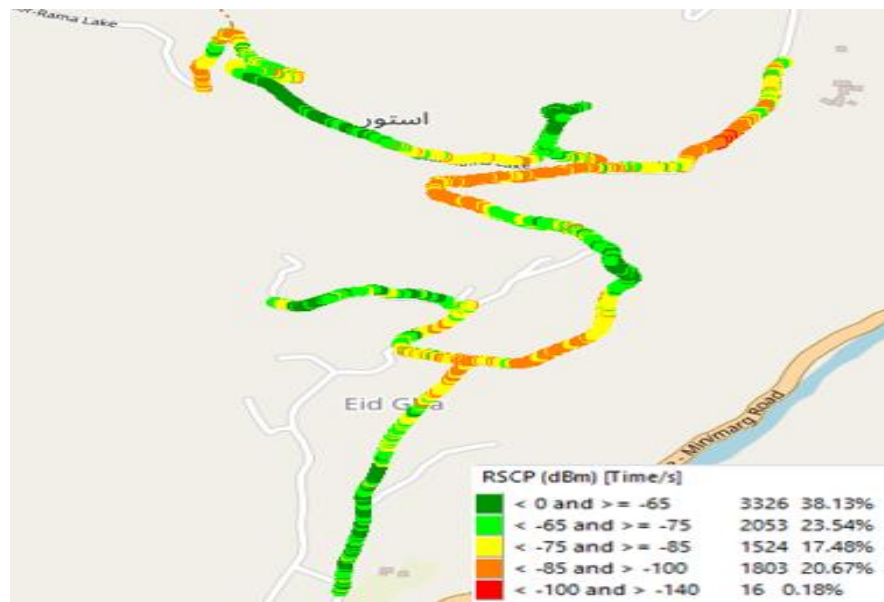 -Rama Lake
استور
Lake
Eid G
- Minimarg Road
RSCP (dBm) [Time/s]
< 0 and >= -65 3326 38.13%
< -65 and >= -75 2053 23.54%
< -75 and >= -85 1524 17.48%
< -85 and > -100 1803 20.67%
< -100 and > -140 16 0.18%